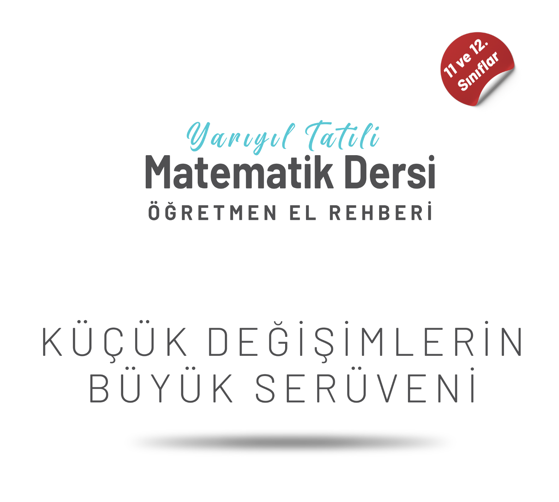 11 ve 12.
Sınıflar
Yarıyıl Tatili
Matematik Dersi
ÖĞRETMEN EL REHBERİ
KÜÇÜK DEĞİŞİMLERİN
BÜYÜK SERÜVENİ